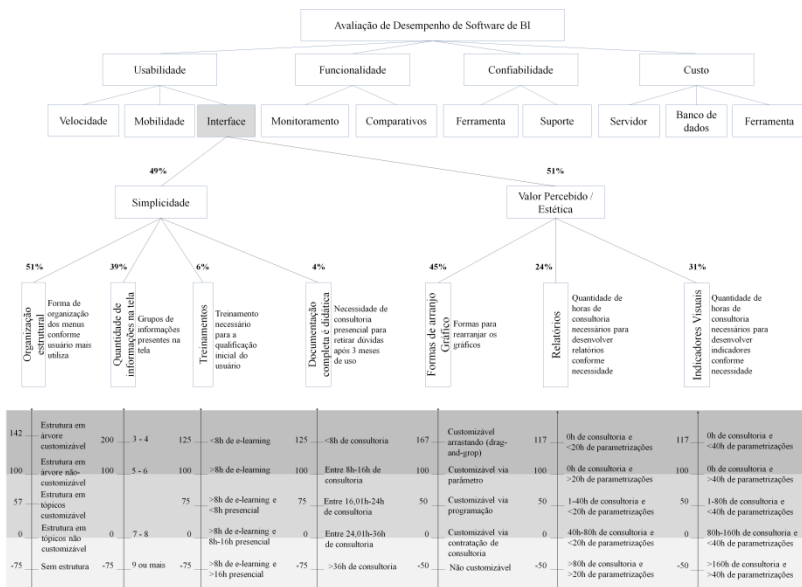 Avaliação de Desempenho de Software de BI
Usabilidade
Funcionalidade
Confiabilidade
Custo
Velocidade
Mobilidade
Interface
Monitoramento
Comparativos
Ferramenta
Suporte
Servidor
Banco de
dados
Ferramenta
49%
51%
Simplicidade
Valor Percebido /
Estética
51%
39%
6%
4%
45%
24%
31%
Organização
estrutural
Forma de
organização
dos menus
conforme
usuário mais
utiliza
Quantidade de
informações na tela
Grupos de
informações
presentes na
tela
Treinamentos
Treinamento
necessário
para a
qualificação
inicial do
usuário
Documentação
completa é didática
Necessidade de
consultoria
presencial para
retirar dúvidas
após 3 meses
de uso
Formas de arranjo
Gráfico
Formas para
rearranjar os
gráficos
Relatórios
Quantidade de
horas de
consultoria
necessários para
desenvolver
relatórios
conforme
necessidade
Indicadores Visuais
Quantidade de
horas de
consultoria
necessários para
desenvolver
indicadores
conforme
necessidade
142
Estrutura em
árvore
customizável
100
Estrutura em
árvore não-
customizável
57
Estrutura em
tópicos
customizável
0
Estrutura em
tópicos não
customizável
-75
Sem estrutura
200
3 - 4
100
5 - 6
0
7 - 8
-75
9 ou mais
125
<8h de e-learning
100
>8h de e-learning
75
>8h de e-learning e
<8h presencial
0
>8h de e-learning e
8h-16h presencial
-75
>8h de e-learning e
>16h presencial
125
<8h de consultoria
100
Entre 8h-16h de
consultoria
75
Entre 16,01h-24h
de consultoria
0
Entre 24,01h-36h
de consultoria
-75
>36h de consultoria
167
Customizável
arrastando (drag-
and-grop)
100
Customizável via
parâmetro
50
Customizável via
programação
0
Customizável via
contratação de
consultoria
-50
Não customizável
117
0h de consultoria e
<20h de parametrizações
100
0h de consultoria e
>20h de parametrizações
50
1-40h de consultoria e
<20h de parametrizações
0
40h-80h de consultoria e
<20h de parametrizações
-50
>80h de consultoria e
>20h de parametrizações
117
0h de consultoria e
<40h de parametrizações
100
0h de consultoria e
>40h de parametrizações
50
1-80h de consultoria e
<40h de parametrizações
0
80h-160h de consultoria e
<40h de parametrizações
-50
>160h de consultoria e
>40h de parametrizações